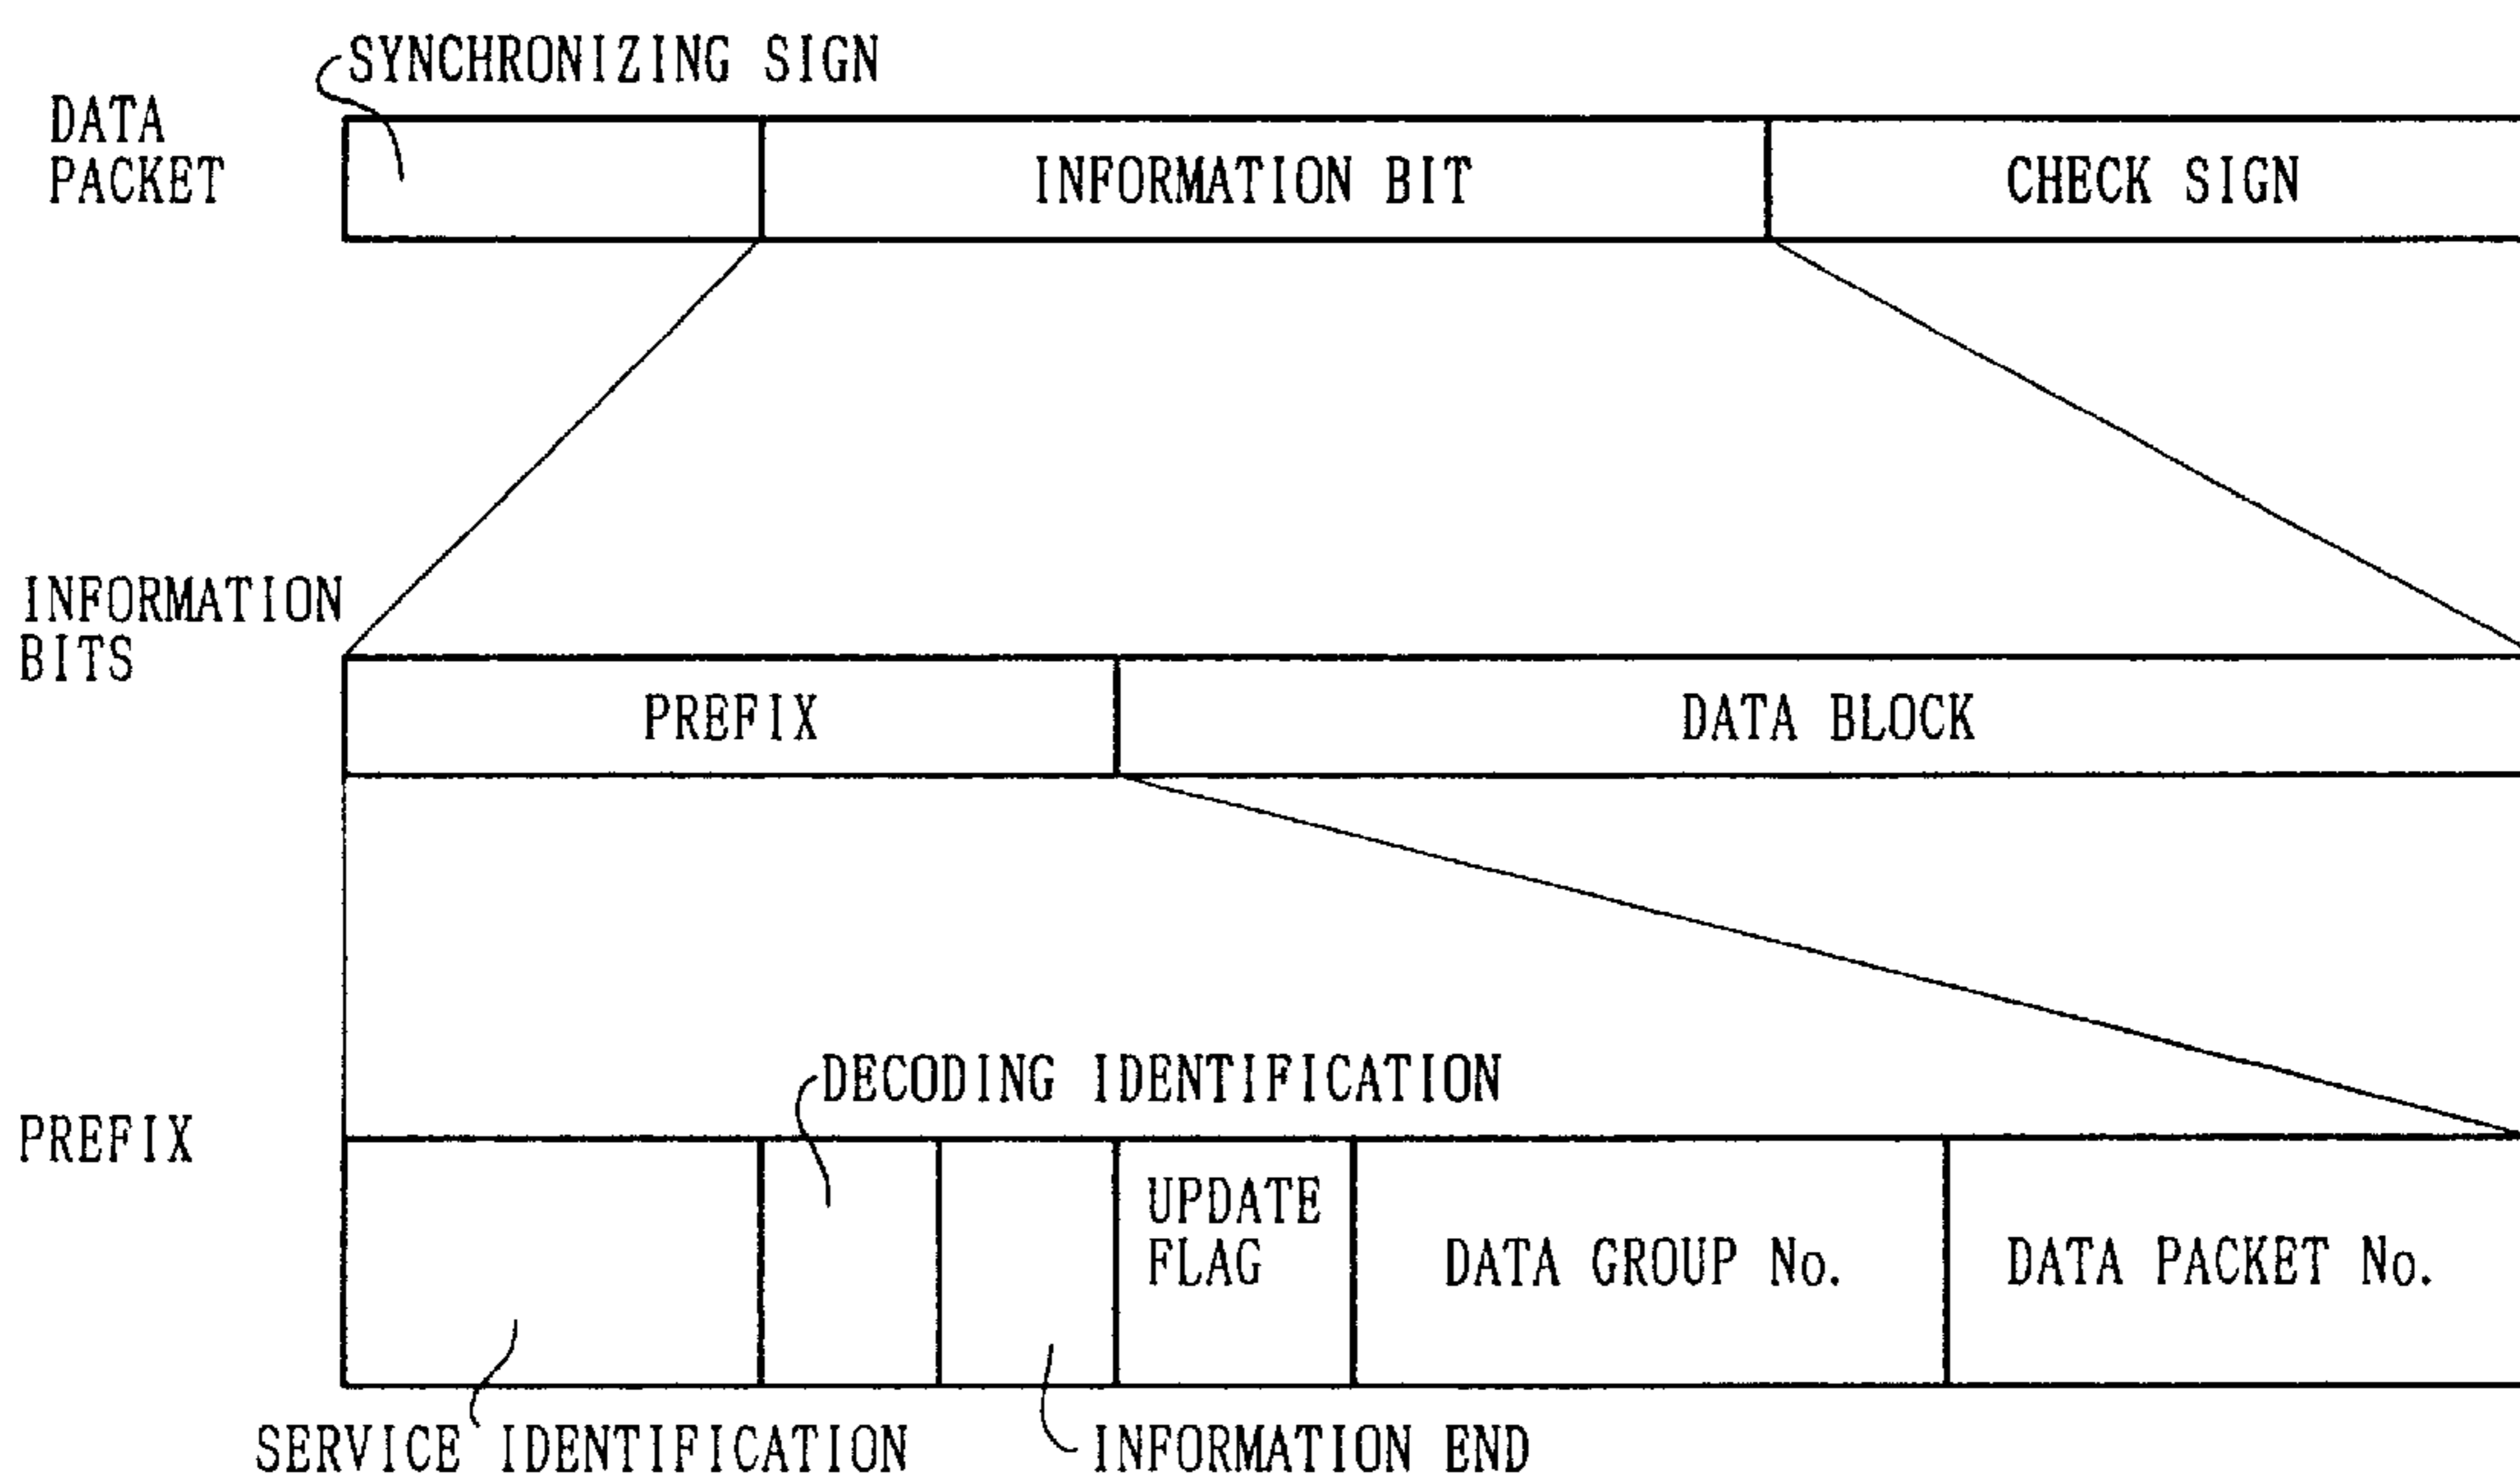 SYNCHRONIZING SIGN
DATA
PACKET
INFORMATION BIT
CHECK SIGN
INFORMATION
BITS
PREFIX
DATA BLOCK
DECODING IDENTIFICATION
PREFIX
UPDATE
FLAG
DATA GROUP No.
DATA PACKET No.
SERVICE IDENTIFICATION
INFORMATION END